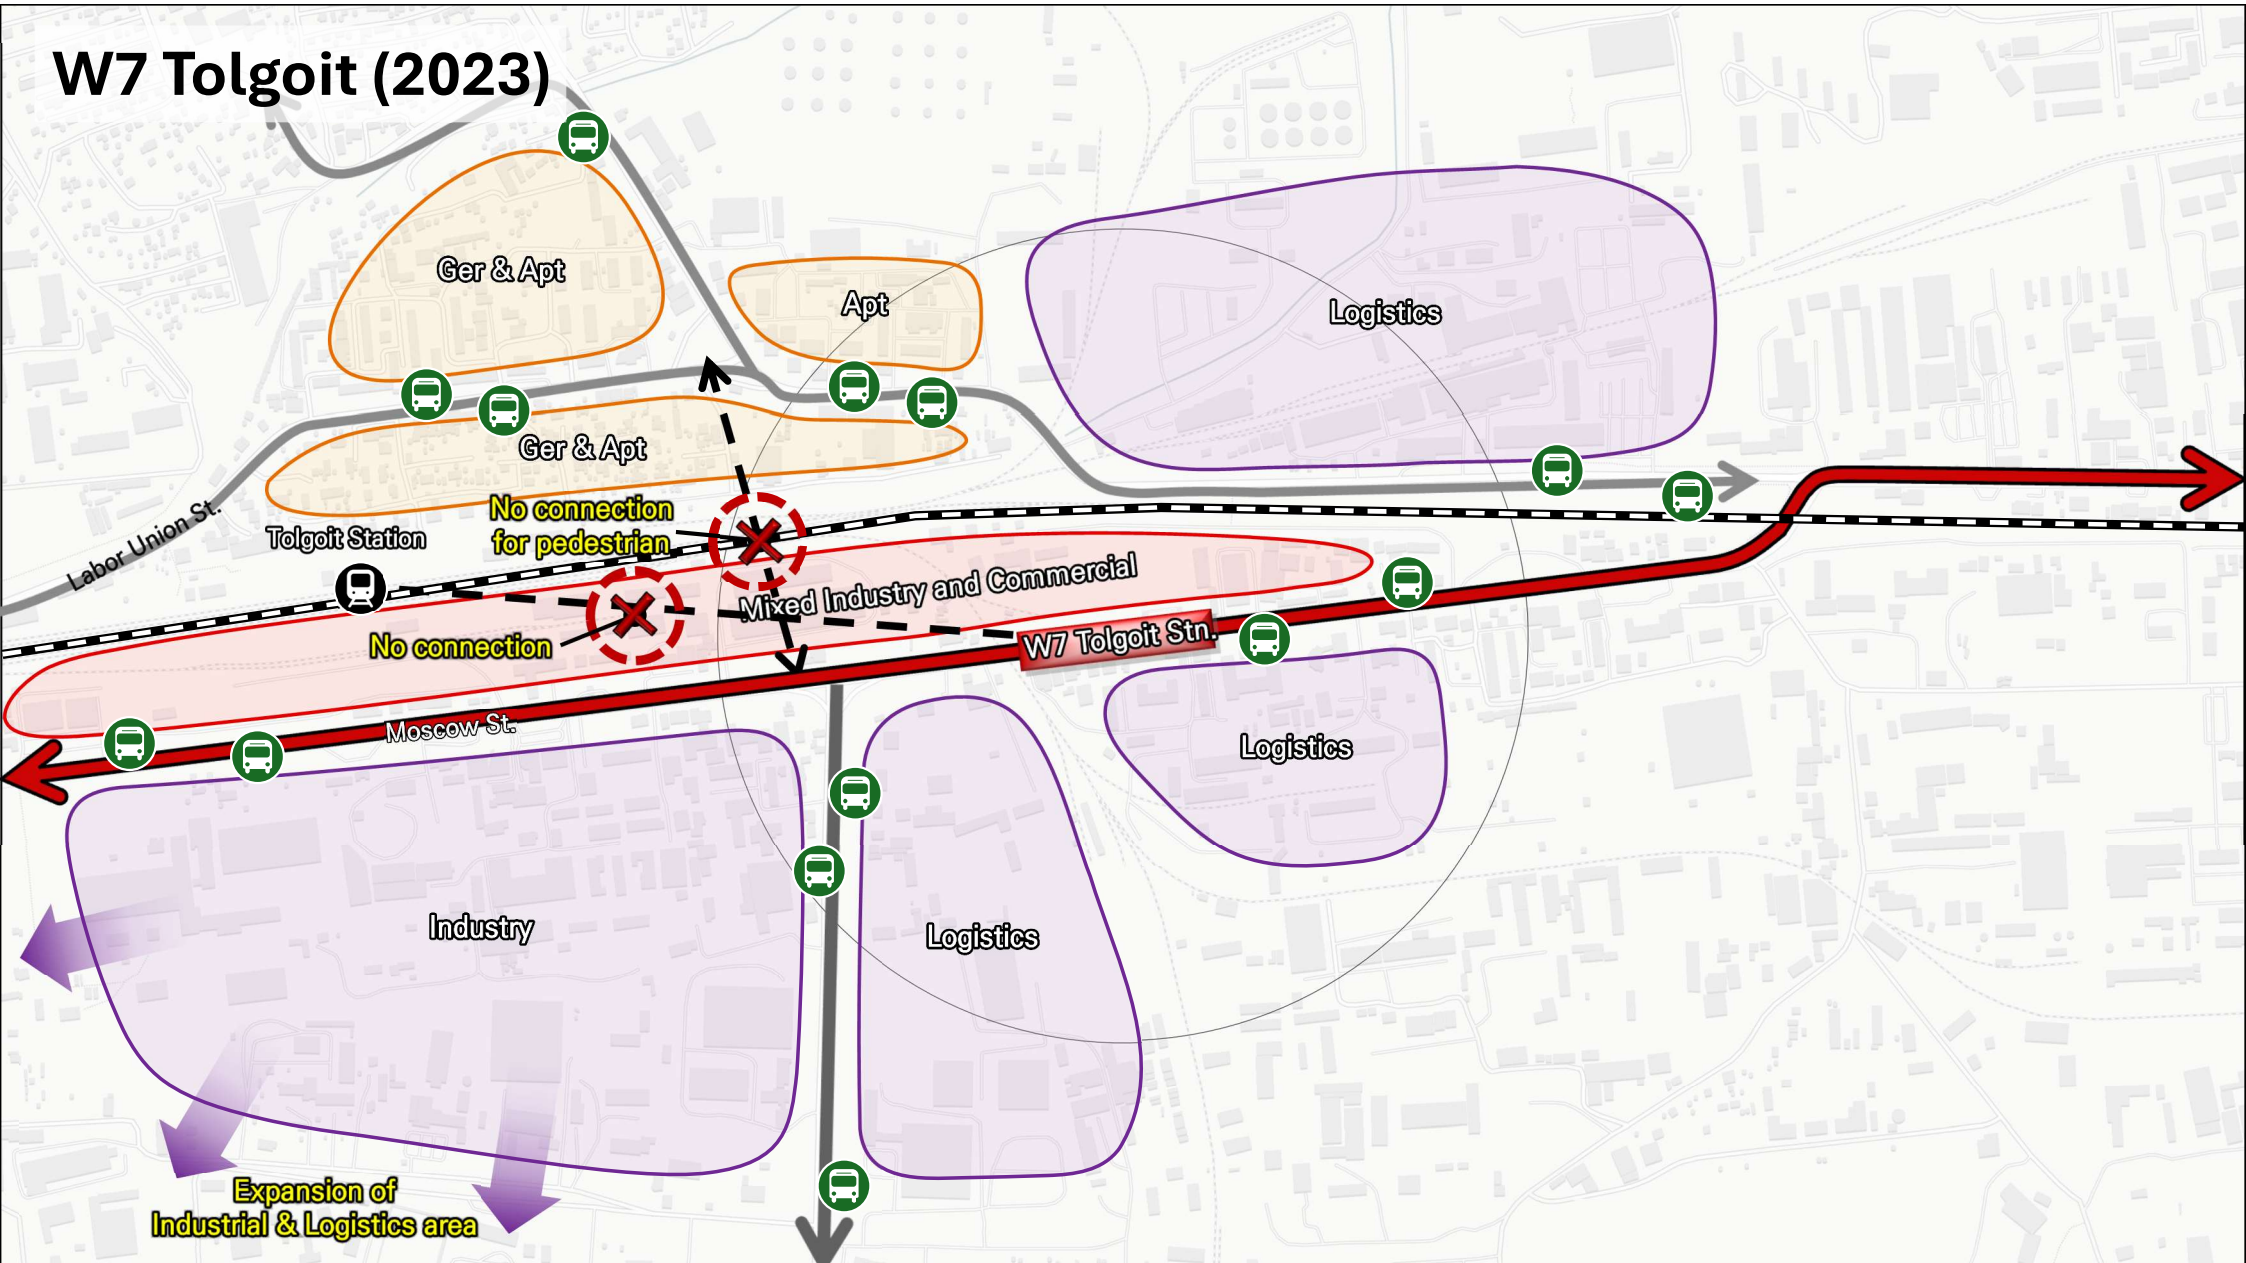 W7 Tolgoit (2023)
Ger & Apt
Apt
Logistics
Ger & Apt
No connection
for pedestrian
Labor Union St.
Tolgoit Station
Mixed Industry and Commercial
No connection
W7 Tolgoit Stn.
Moscow St.
Logistics
Industry
Logistics
Expansion of
Industrial & Logistics area